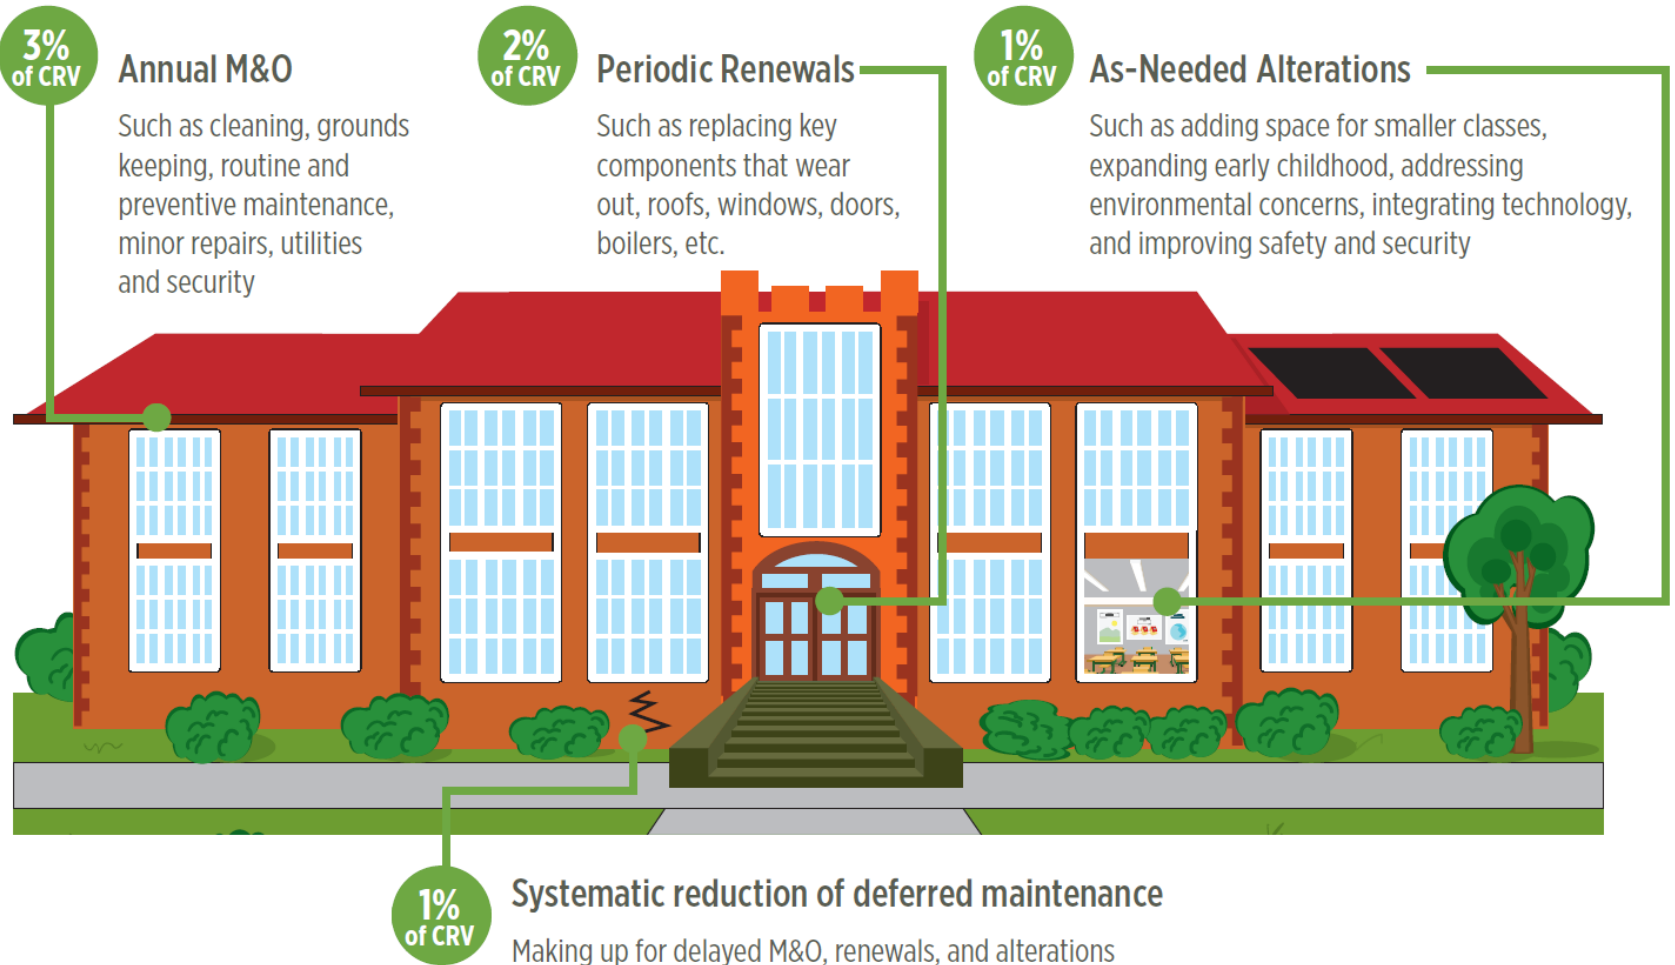 3%
of CRV
Annual M&O
Such as cleaning, grounds
keeping, routine and
preventive maintenance,
minor repairs, utilities
and security
2%
of CRV
Periodic Renewals
Such as replacing key
components that wear
out, roofs, windows, doors,
boilers, etc.
1%
of CRV
As-Needed Alterations
Such as adding space for smaller classes,
expanding early childhood, addressing
environmental concerns, integrating technology,
and improving safety and security
1%
of CRV
Systematic reduction of deferred maintenance
Making up for delayed M&O, renewals, and alterations